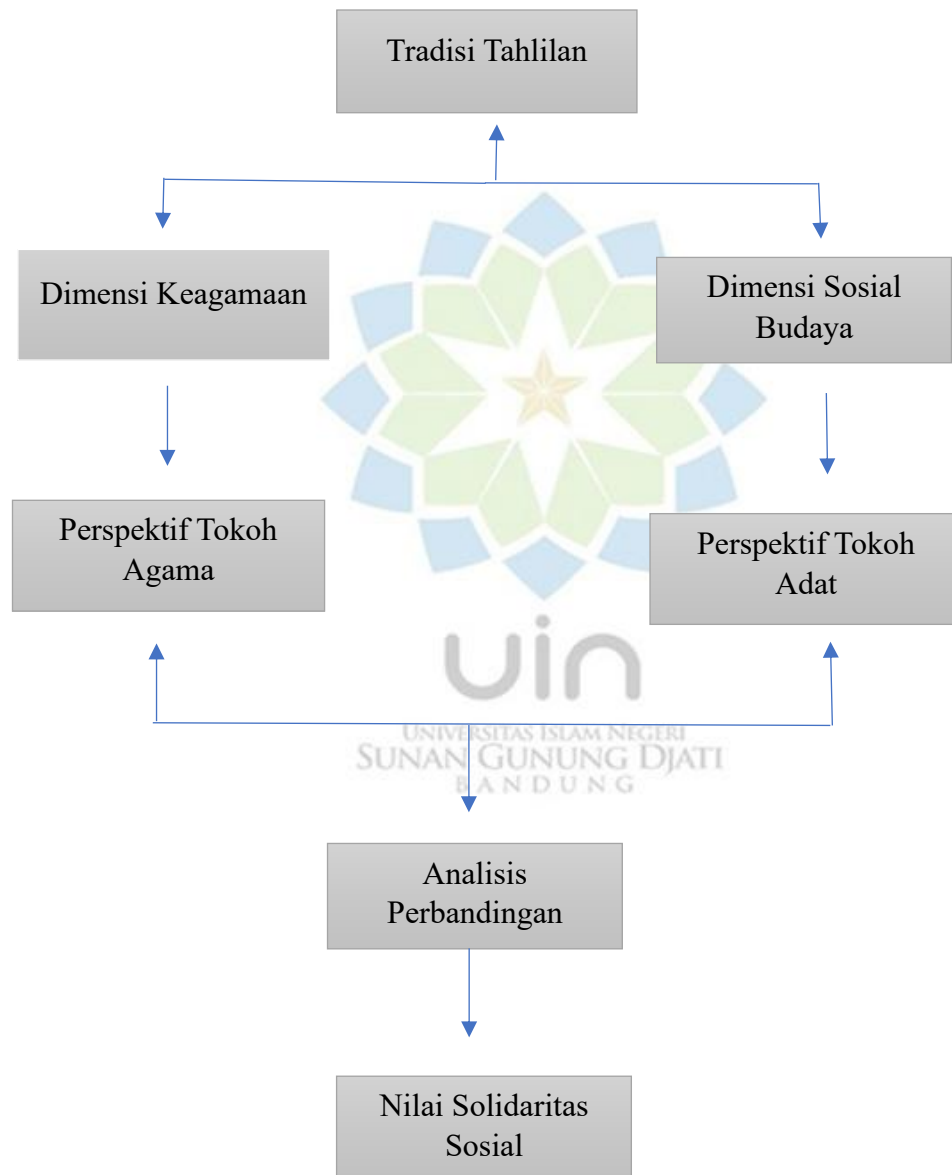 Tradisi Tahlilan
Dimensi Keagamaan
Dimensi Sosial
Budaya
Perspektif Tokoh
Agama
Perspektif Tokoh
Adat
uin
UNIVERSITAS ISLAM NEGERI
SUNAN GUNUNG DJATI
BANDUNG
Analisis
Perbandingan
Nilai Solidaritas
Sosial